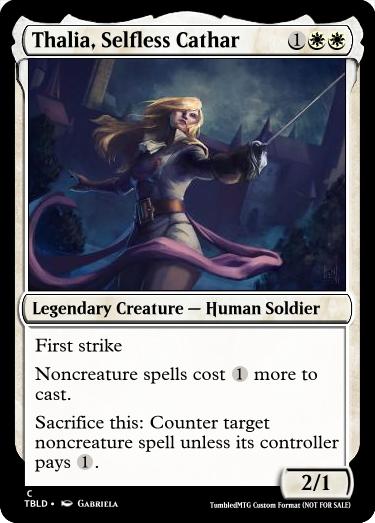 Thalia, Selfless Cathar 1
Legendary Creature — Human Soldier
First strike
Noncreature spells cost 1 more to
cast.
Sacrifice this: Counter target
noncreature spell unless its controller
pays 1.
2/1
C
TBLD • Gabriela
TumbledMTG Custom Format (NOT FOR SALE)